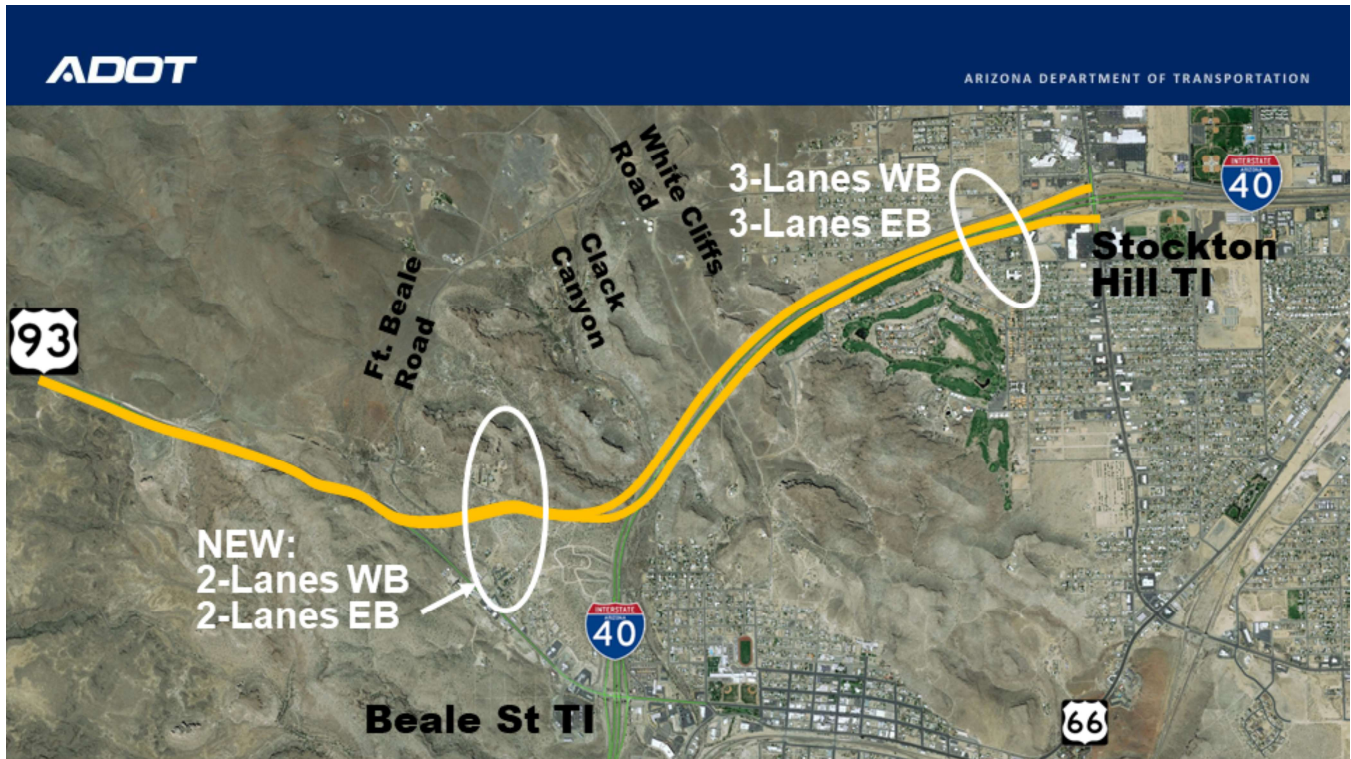 ADOT
ARIZONA DEPARTMENT OF TRANSPORTATION
White Cliffs
Road
3-Lanes WB
3-Lanes EB
INTERSTATE
ARIZONA
40
Stockton
Hill TI
Clack
Canyon
Ft. Beale
Road
93
NEW:
2-Lanes WB
2-Lanes EB
INTERSTATE
ARIZONA
40
Beale St TI
66